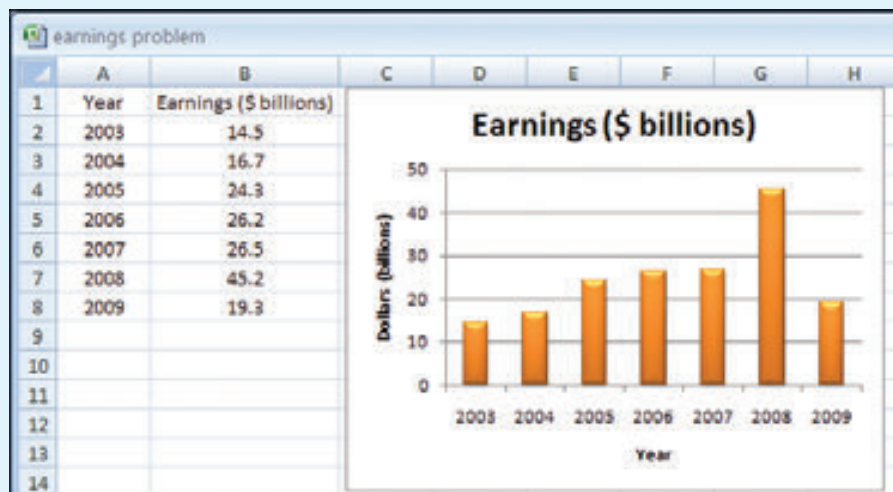 earnings problem
A B C D E F G H
1 Year Earnings ($ billions)
2 2003 14.5
3 2004 16.7
4 2005 24.3
5 2006 26.2
6 2007 26.5
7 2008 45.2
8 2009 19.3
9
10
11
12
13
14
Earnings ($ billions)
Dollars (billions)
50
40
30
20
10
0
2003 2004 2005 2006 2007 2008 2009
Year